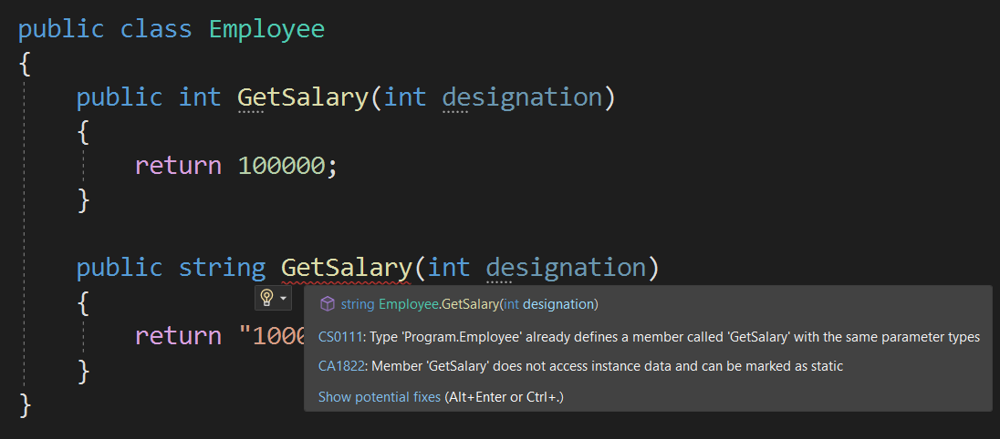 public class Employee
{
public int GetSalary(int designation)
{
return 100000;
}
public string GetSalary(int designation)
{
string Employee.GetSalary(int designation)
return "1000
CS0111: Type 'Program.Employee' already defines a member called 'GetSalary' with the same parameter types
}
CA1822: Member 'GetSalary' does not access instance data and can be marked as static
Show potential fixes (Alt+Enter or Ctrl+.)
}